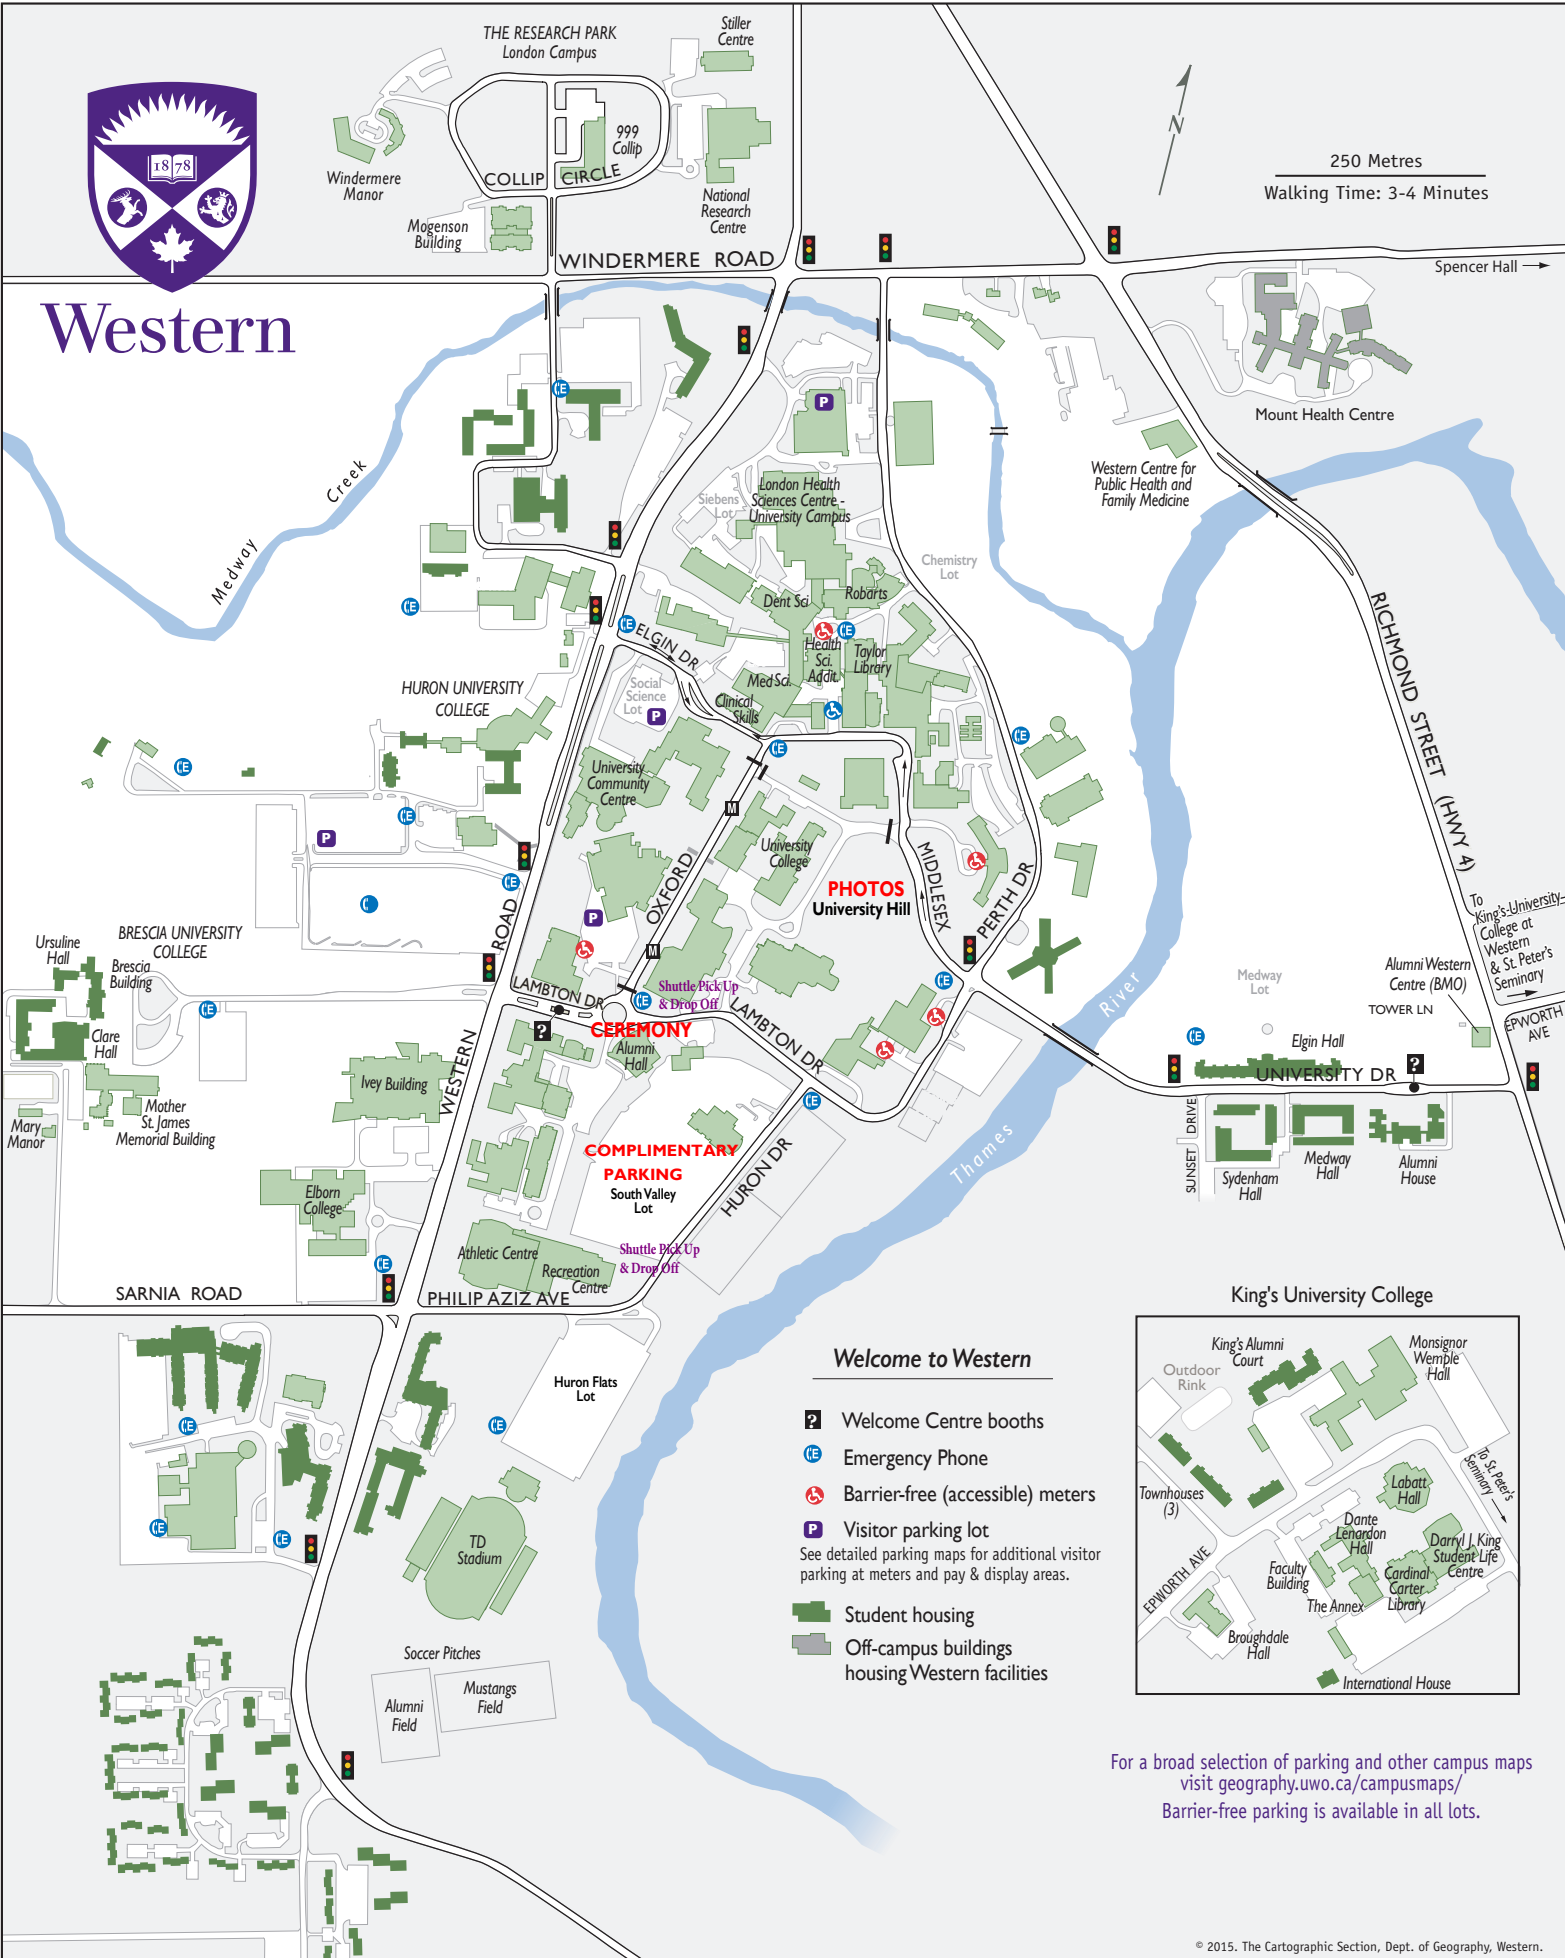 THE RESEARCH PARK
London Campus
Stiller
Centre
999
Collip
Windermere
Manor
COLLIP CIRCLE
National
Research
Centre
Mogenson
Building
N
250 Metres
Walking Time: 3-4 Minutes
1878
Western
WINDERMERE ROAD
Spencer Hall
Mount Health Centre
Medway Creek
Siebens
Lot
London Health
Sciences Centre -
University Campus
Western Centre for
Public Health and
Family Medicine
Chemistry
Lot
Dent Sci
Robarts
ELGIN DR
Health
Sci.
Addit.
Taylor
Library
Med Sci.
Clinical
Skills
Social
Science
Lot
P
HURON UNIVERSITY
COLLEGE
RICHMOND STREET (HWY 4)
University
Community
Centre
M
University
College
OXFORD
MIDDLESEX
PERTH DR
PHOTOS
University Hill
P
P
P
M
To
King's University
College at
Western
& St. Peter's
Seminary
Ursuline
Hall
BRESCIA UNIVERSITY
COLLEGE
Brescia
Building
Clare
Hall
WESTERN ROAD
LAMBTON DR
Shuttle Pick Up
& Drop Off
LAMBTON DR
CEREMONY
Alumni
Hall
?
Medway
Lot
Alumni Western
Centre (BMO)
TOWER LN
EPWORTH
AVE
Elgin Hall
?
UNIVERSITY DR
Ivey Building
Mother
St. James
Memorial Building
Mary
Manor
Thames River
SUNSET DRIVE
Sydenham
Hall
Medway
Hall
Alumni
House
COMPLIMENTARY
PARKING
South Valley
Lot
HURON DR
Elborn
College
Athletic Centre
Recreation
Centre
Shuttle Pick Up
& Drop Off
SARNIA ROAD
PHILIP AZIZ AVE
Huron Flats
Lot
TD
Stadium
Soccer Pitches
Alumni
Field
Mustangs
Field
Welcome to Western
? Welcome Centre booths
E Emergency Phone
Barrier-free (accessible) meters
P Visitor parking lot
See detailed parking maps for additional visitor
parking at meters and pay & display areas.
Student housing
Off-campus buildings
housing Western facilities
King's University College
King's Alumni
Court
Monsignor
Wemple
Hall
Outdoor
Rink
To St. Peter's
Seminary
Townhouses
(3)
Labatt
Hall
Dante
Lenardon
Hall
Darryl J. King
Student Life
Centre
Faculty
Building
Cardinal
Carter
Library
The Annex
EPWORTH AVE
Broughdale
Hall
International House
For a broad selection of parking and other campus maps
visit geography.uwo.ca/campusmaps/
Barrier-free parking is available in all lots.
© 2015. The Cartographic Section, Dept. of Geography, Western.